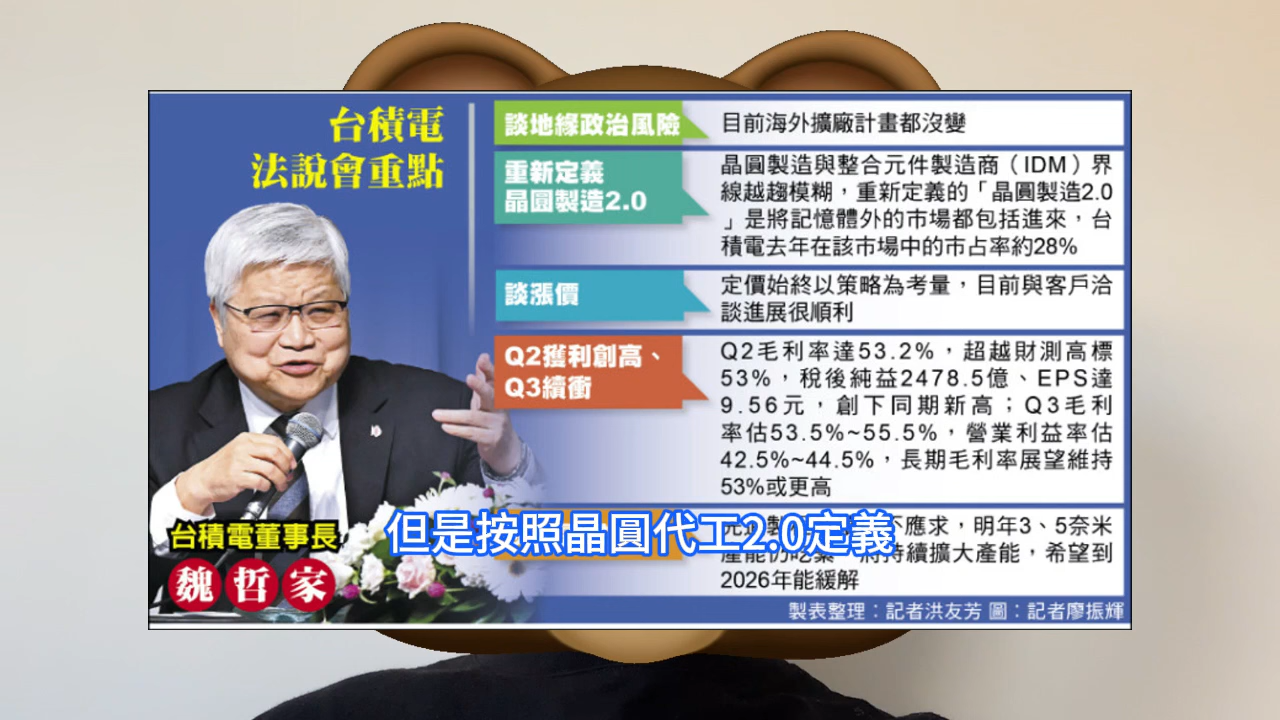 台積電
法說會重點
談地緣政治風險
目前海外擴廠計畫都沒變
重新定義
晶圓製造2.0
晶圓製造與整合元件製造商（IDM）界
線越趨模糊，重新定義的「晶圓製造2.0
」是將記憶體外的市場都包括進來，台
積電去年在該市場中的市占率約28%
談漲價
定價始終以策略為考量，目前與客戶洽
談進展很順利
Q2獲利創高、
Q3續衝
Q2毛利率達53.2%，超越財測高標
53%，稅後純益2478.5億、EPS達
9.56元，創下同期新高；Q3毛利
率估53.5%~55.5%，營業利益率估
42.5%~44.5%，長期毛利率展望維持
53%或更高
不應求，明年3、5奈米
產能仍吃緊，將持續擴大產能，希望到
2026年能緩解
台積電董事長
魏哲家
但是按照晶圓代工2.0定義
製表整理：記者洪友芳 圖：記者廖振輝